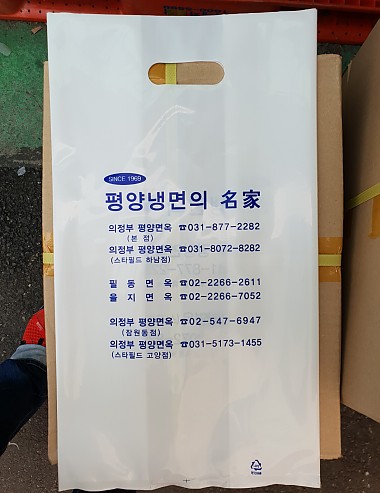 SINCE 1969
평양냉면의 名家
의정부 평양면옥 ☎031-877-2282
(본 점)
의정부 평양면옥 ☎031-8072-8282
(스타필드 하남점)
필 동 면 옥 ☎02-2266-2611
을 지 면 옥 ☎02-2266-7052
의정부 평양면옥 ☎02-547-6947
(잠원동점)
의정부 평양면옥 ☎031-5173-1455
(스타필드 고양점)